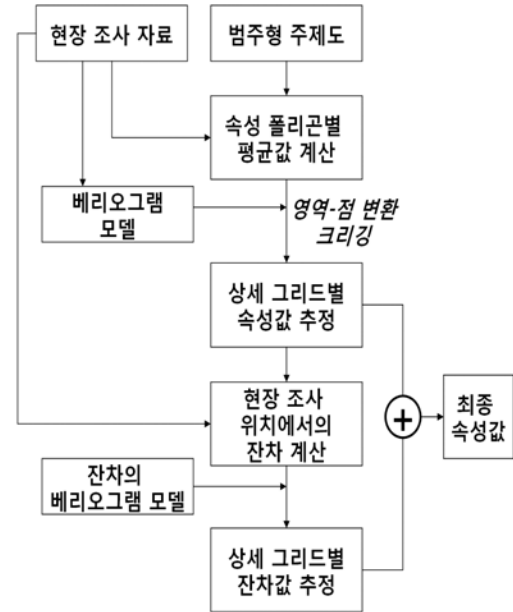 현장 조사 자료
범주형 주제도
속성 폴리곤별
평균값 계산
베리오그램
모델
영역-점 변환
크리깅
상세 그리드별
속성값 추정
현장 조사
위치에서의
잔차 계산
최종
속성값
잔차의
베리오그램 모델
상세 그리드별
잔차값 추정